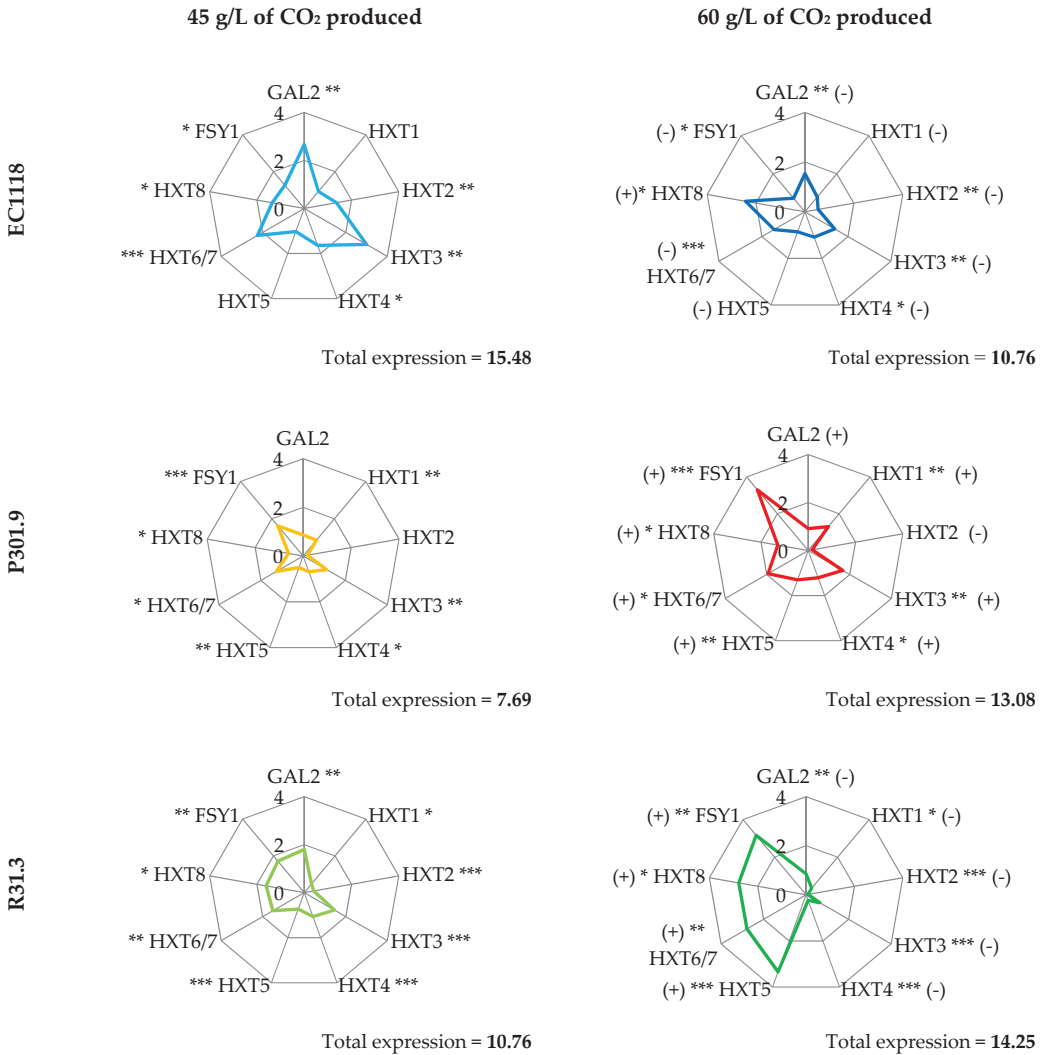 45 g/L of CO₂ produced
60 g/L of CO₂ produced
EC1118
GAL2 **
4
* FSY1
HXT1
2
* HXT8
HXT2 **
0
*** HXT6/7
HXT3 **
HXT5
HXT4 *
Total expression = 15.48
GAL2 ** (-)
4
(-) * FSY1
HXT1 (-)
2
(+)* HXT8
HXT2 ** (-)
0
(-) ***
HXT6/7
HXT3 ** (-)
(-) HXT5
HXT4 * (-)
Total expression = 10.76
P301.9
GAL2
4
*** FSY1
HXT1 **
2
* HXT8
HXT2
0
* HXT6/7
HXT3 **
** HXT5
HXT4 *
Total expression = 7.69
GAL2 (+)
4
(+) *** FSY1
HXT1 ** (+)
2
(+) * HXT8
HXT2 (-)
0
(+) * HXT6/7
HXT3 ** (+)
(+) ** HXT5
HXT4 * (+)
Total expression = 13.08
R31.3
GAL2 **
4
** FSY1
HXT1 *
2
* HXT8
HXT2 ***
0
** HXT6/7
HXT3 ***
*** HXT5
HXT4 ***
Total expression = 10.76
GAL2 ** (-)
4
(+) ** FSY1
HXT1 * (-)
2
(+) * HXT8
HXT2 *** (-)
0
(+) **
HXT6/7
HXT3 *** (-)
(+) *** HXT5
HXT4 *** (-)
Total expression = 14.25